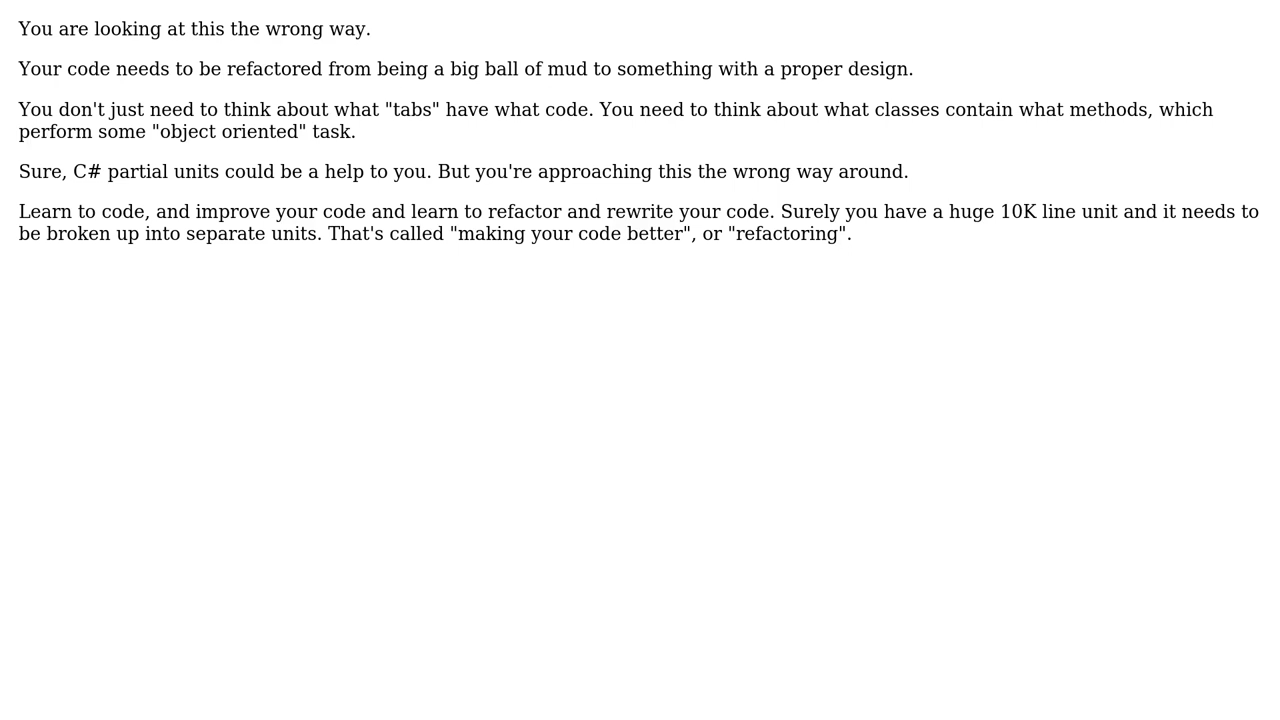 You are looking at this the wrong way.
Your code needs to be refactored from being a big ball of mud to something with a proper design.
You don't just need to think about what "tabs" have what code. You need to think about what classes contain what methods, which
perform some "object oriented" task.
Sure, C# partial units could be a help to you. But you're approaching this the wrong way around.
Learn to code, and improve your code and learn to refactor and rewrite your code. Surely you have a huge 10K line unit and it needs to
be broken up into separate units. That's called "making your code better", or "refactoring".